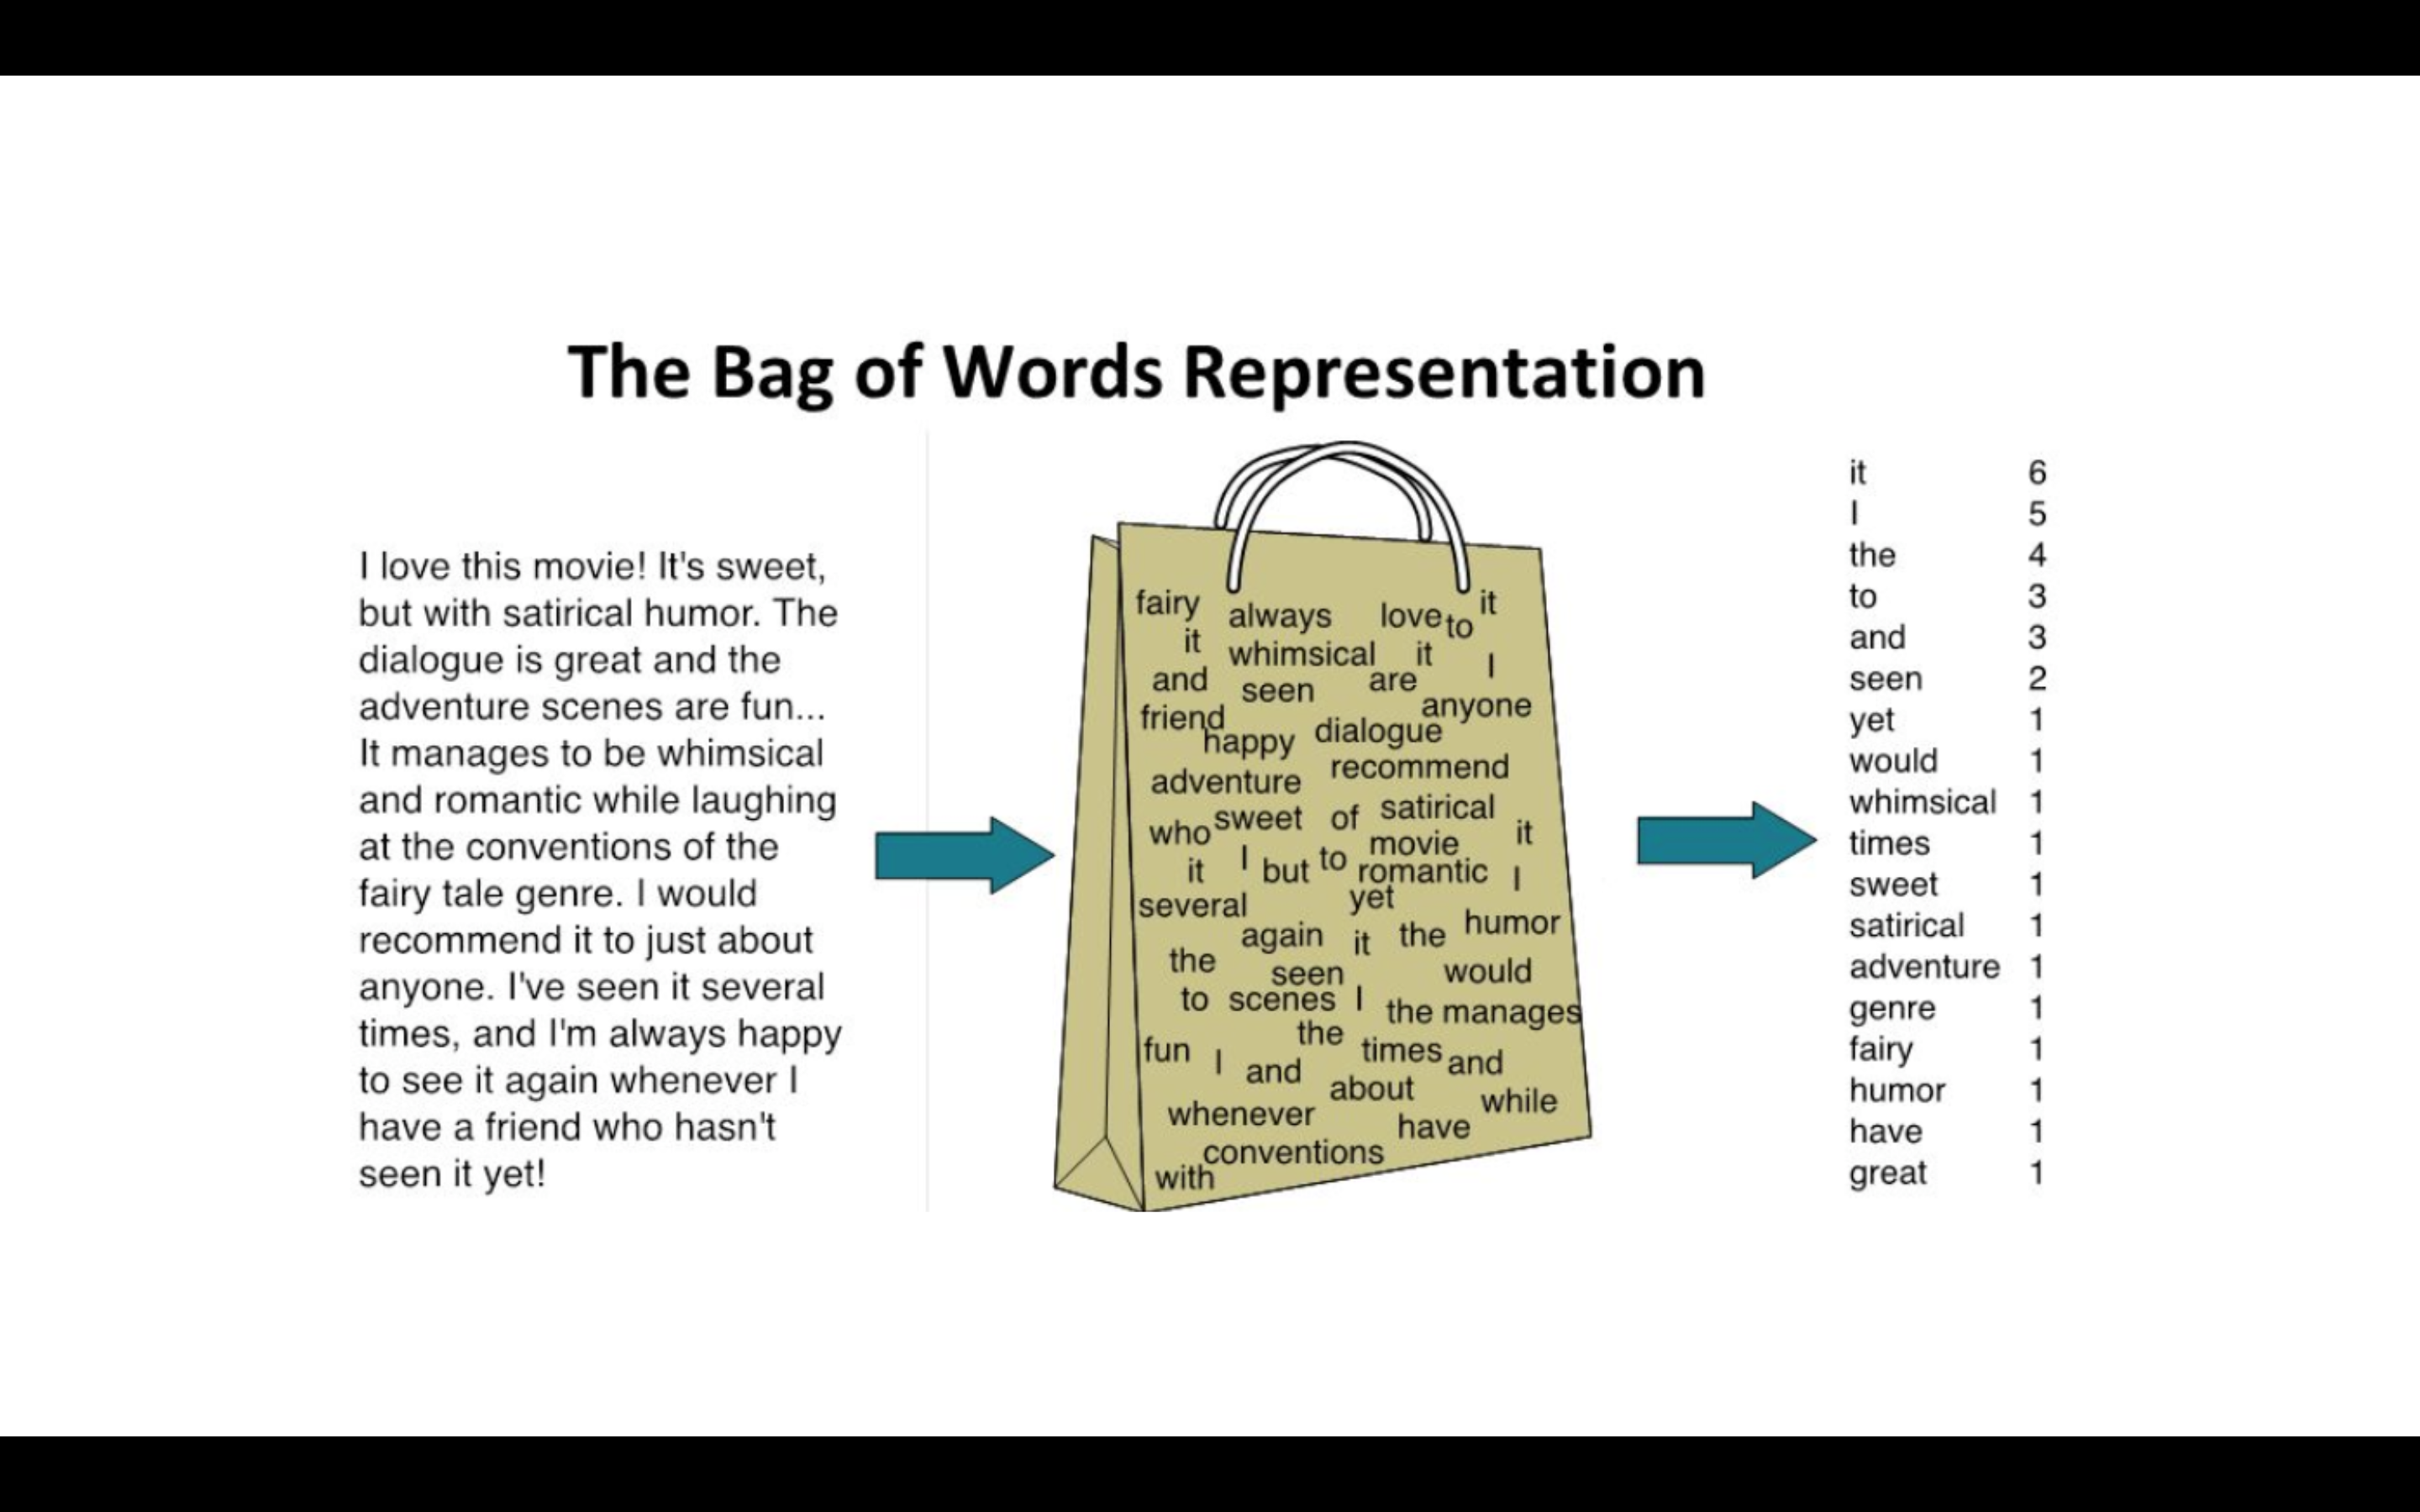 The Bag of Words Representation
I love this movie! It's sweet,
but with satirical humor. The
dialogue is great and the
adventure scenes are fun...
It manages to be whimsical
and romantic while laughing
at the conventions of the
fairy tale genre. I would
recommend it to just about
anyone. I've seen it several
times, and I'm always happy
to see it again whenever I
have a friend who hasn't
seen it yet!
fairy always love to it
it whimsical it I
and seen are
friend anyone
happy dialogue
adventure recommend
who sweet of satirical
movie it
it I but to romantic I
several yet
again it the humor
the seen would
to scenes I the manages
fun I and the times and
about
whenever have while
conventions
with
it 6
I 5
the 4
to 3
and 3
seen 2
yet 1
would 1
whimsical 1
times 1
sweet 1
satirical 1
adventure 1
genre 1
fairy 1
humor 1
have 1
great 1